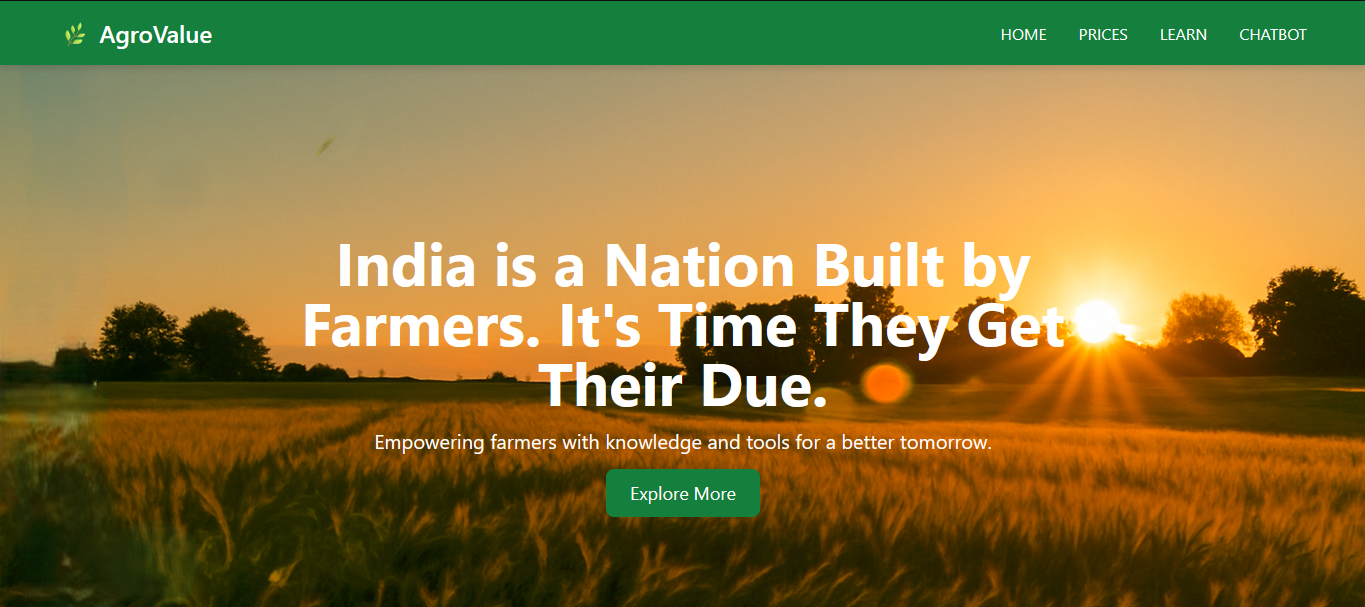 AgroValue
HOME PRICES LEARN CHATBOT
India is a Nation Built by
Farmers. It's Time They Get
Their Due.
Empowering farmers with knowledge and tools for a better tomorrow.
Explore More